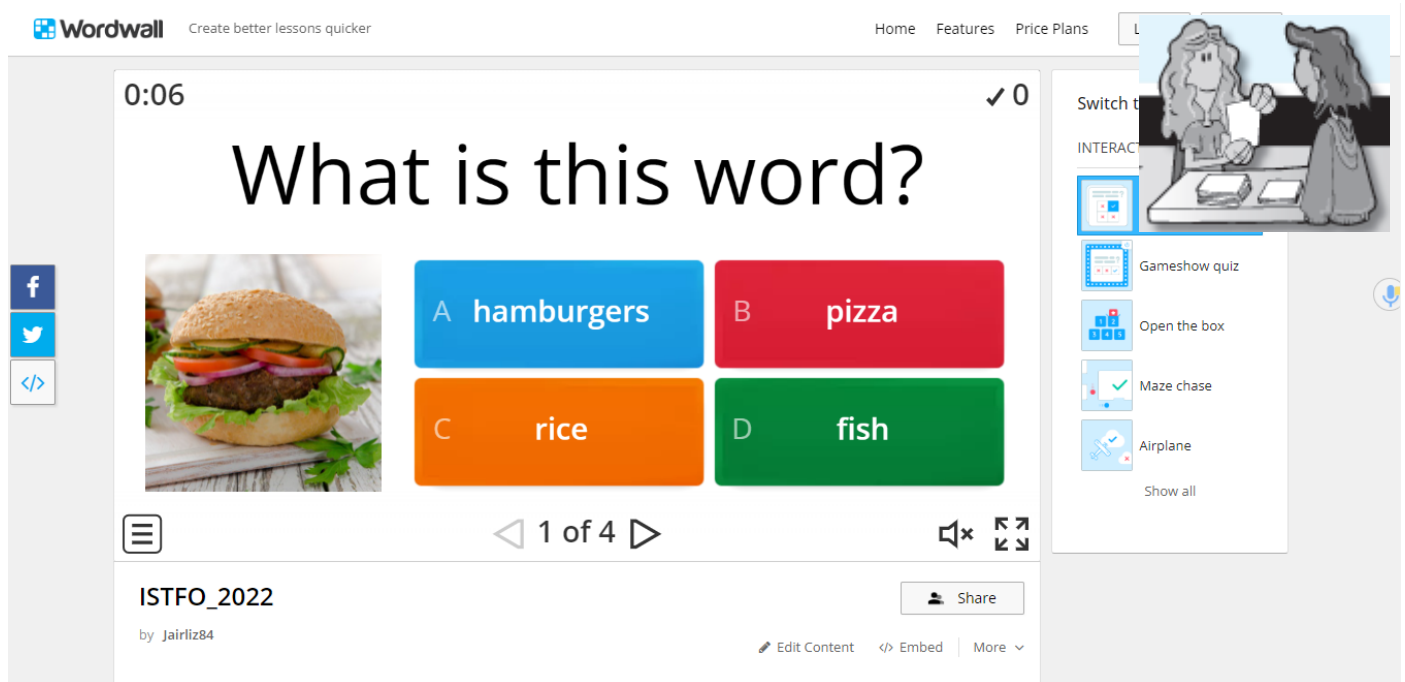 Wordwall
Create better lessons quicker
Home Features Price Plans L
0:06
✓ 0
What is this word?
A hamburgers
B pizza
C rice
D fish
1 of 4
Switch t
INTERACT
Gameshow quiz
Open the box
Maze chase
Airplane
Show all
f
</>
ISTFO_2022
Share
by Jairliz84
Edit Content </> Embed More